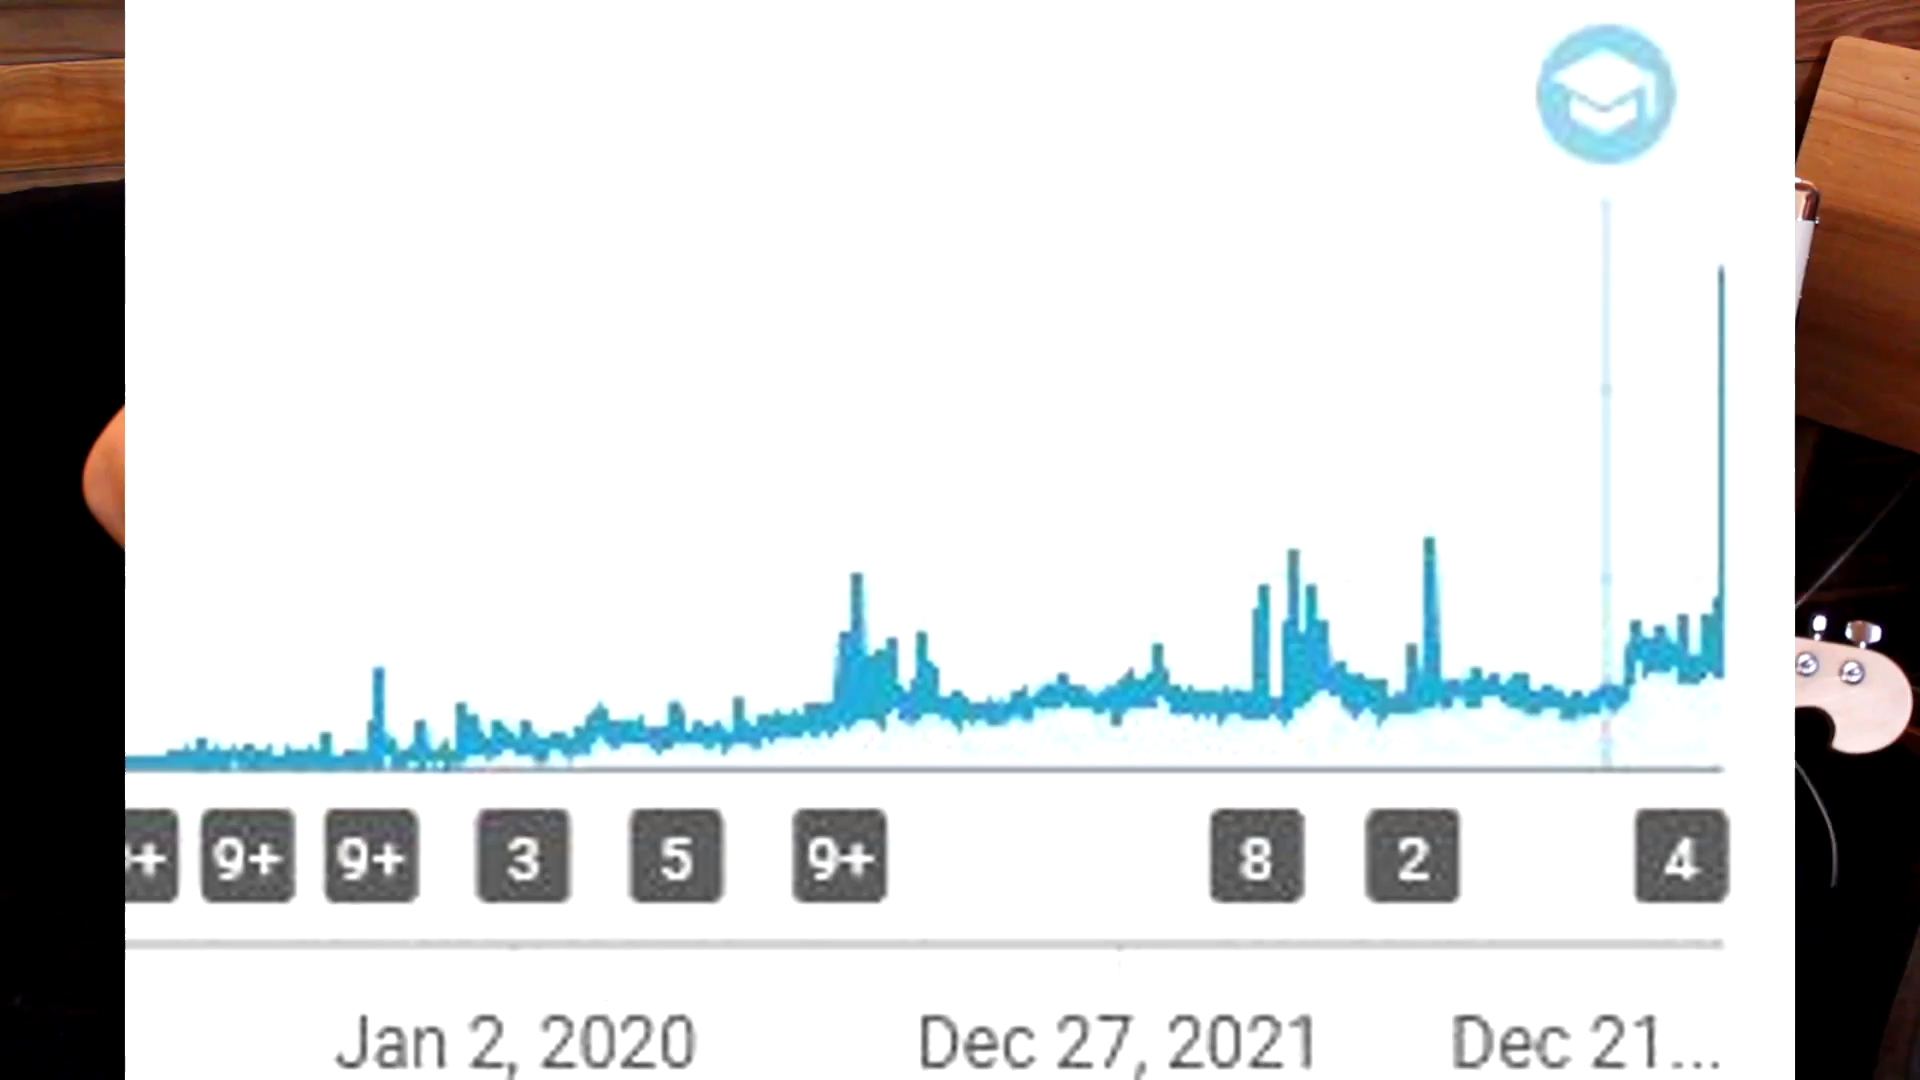 + 9+ 9+ 3 5 9+ 8 2 4
Jan 2, 2020 Dec 27, 2021 Dec 21...